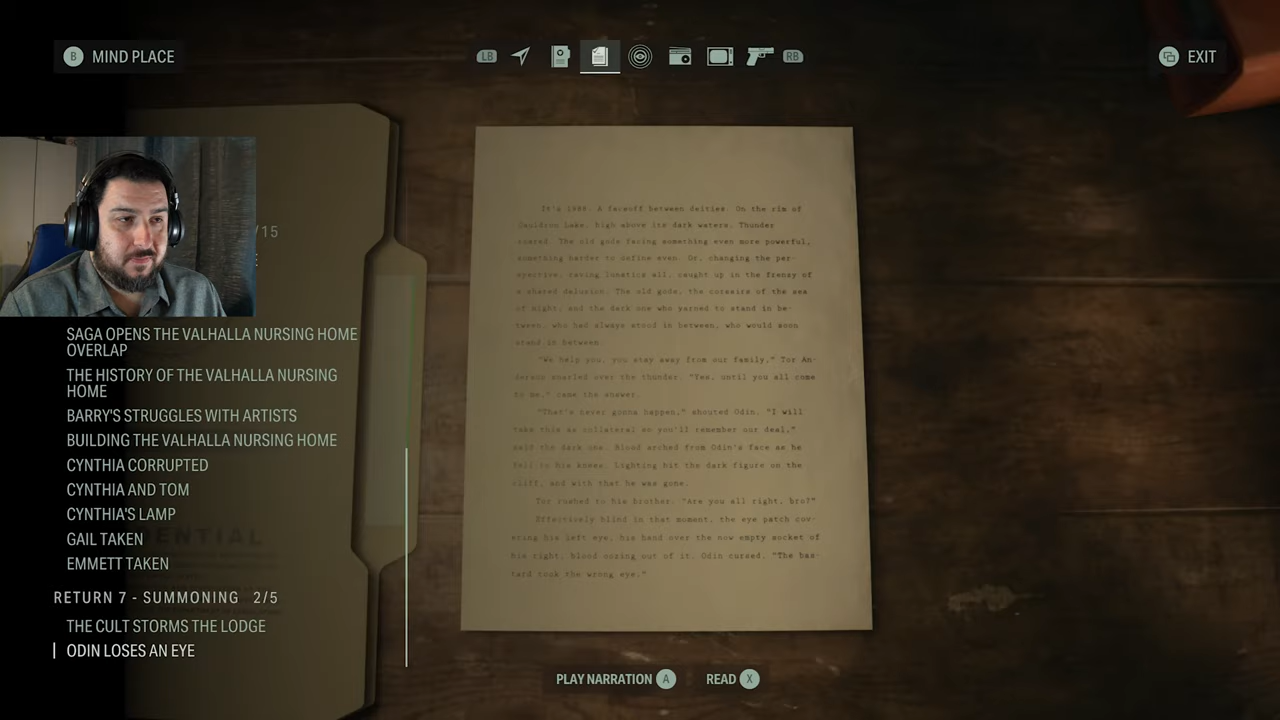 B MIND PLACE
LB
RB
EXIT
/15
E
SAGA OPENS THE VALHALLA NURSING HOME
OVERLAP
THE HISTORY OF THE VALHALLA NURSING
HOME
BARRY'S STRUGGLES WITH ARTISTS
BUILDING THE VALHALLA NURSING HOME
CYNTHIA CORRUPTED
CYNTHIA AND TOM
CYNTHIA'S LAMP
GAIL TAKEN
EMMETT TAKEN
RETURN 7 - SUMMONING 2/5
THE CULT STORMS THE LODGE
ODIN LOSES AN EYE
ENTIAL
It's A faceoff between deities. On the rim of
Cauldron Lake, high above its dark waters. Thunder
roared. The old gods facing something even more powerful,
something harder to define even. Or, changing the per-
spective, raving lunatics all, caught up in the frenzy of
a shared delusion. The old gods, the corsairs of the sea
of night; and the dark one who yarned to stand in be-
tween, who had always stood in between, who would soon
stand in between.
"We help you, you stay away from our family," Tor An-
derson snarled over the thunder. "Yes, until you all come
to me," came the answer.
"That's never gonna happen," shouted Odin. "I will
take this as collateral so you'll remember our deal,"
said the dark one. Blood arched from Odin's face as he
fell to his knees. Lighting hit the dark figure on the
cliff, and with that he was gone.
Tor rushed to his brother. "Are you all right, bro?"
Effectively blind in that moment, the eye patch cov-
ering his left eye, his hand over the now empty socket of
his right, blood oozing out of it, Odin cursed. "The bas-
tard took the wrong eye."
PLAY NARRATION A
READ X